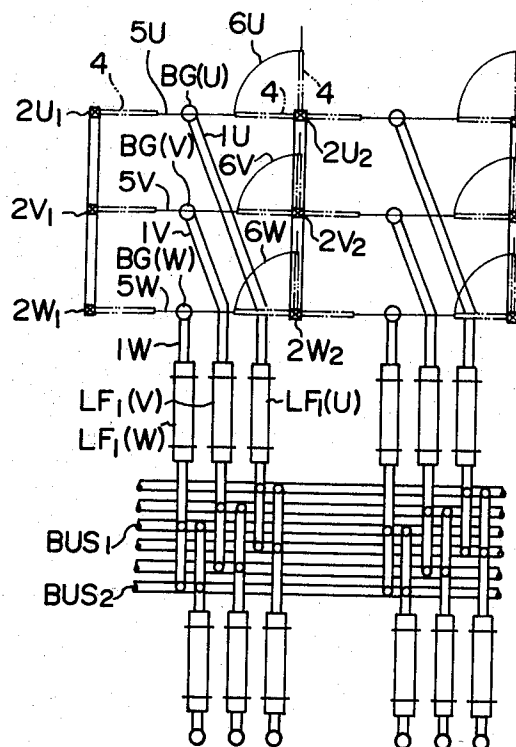 6U
5U
4
BG(U)
4
4
2U1
1U
2U2
BG(V)
6V
5V
2V1
1V
2V2
BG(W)
6W
5W
2W1
2W2
1W
LF1(V)
LF1(U)
LF1(W)
BUS1
BUS2